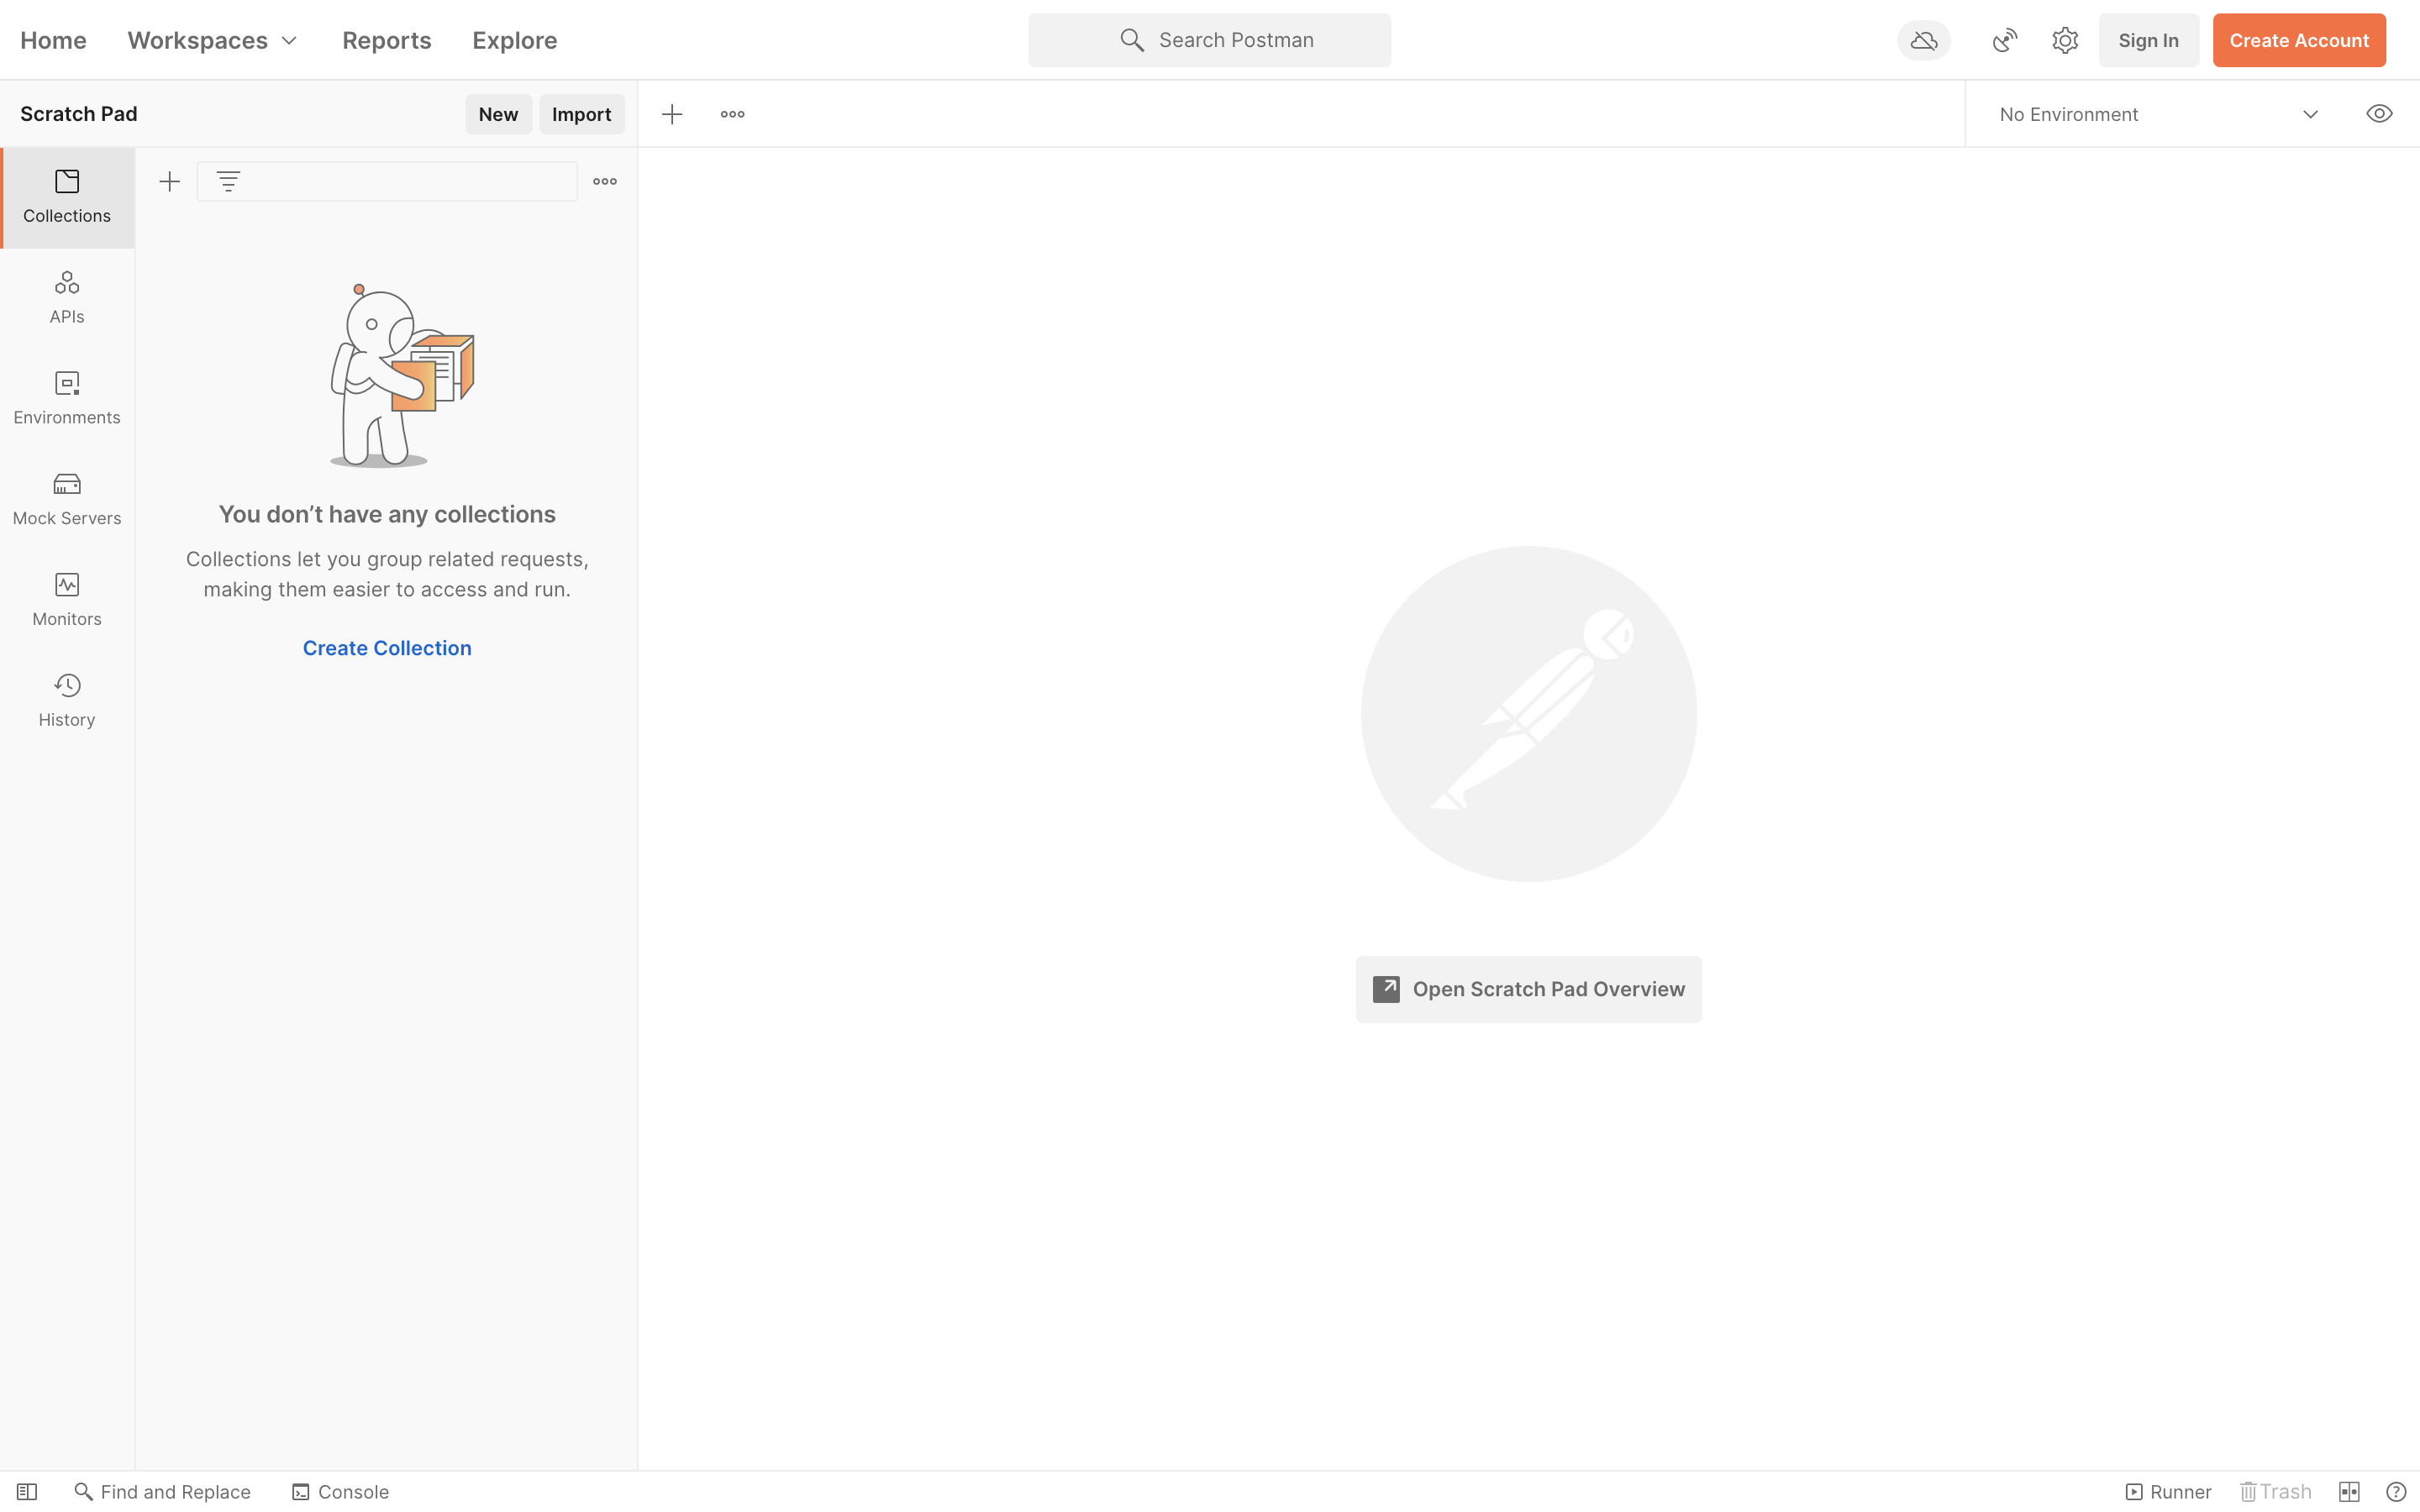 Home Workspaces Reports Explore Search Postman Sign In Create Account
Scratch Pad New Import No Environment
Collections
APIs
Environments
Mock Servers
Monitors
History
You don’t have any collections
Collections let you group related requests,
making them easier to access and run.
Create Collection
Open Scratch Pad Overview
Find and Replace Console Runner Trash